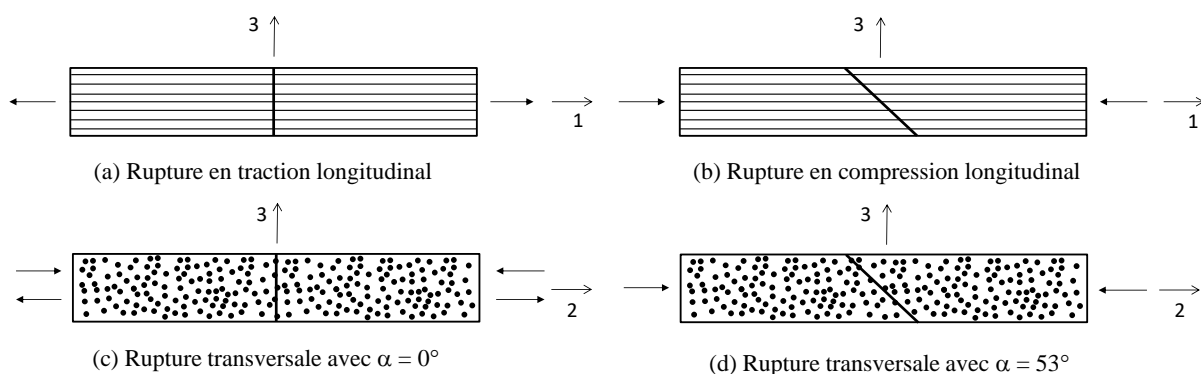 3
3
1
1
(a) Rupture en traction longitudinal
(b) Rupture en compression longitudinal
3
3
2
2
(c) Rupture transversale avec α = 0°
(d) Rupture transversale avec α = 53°